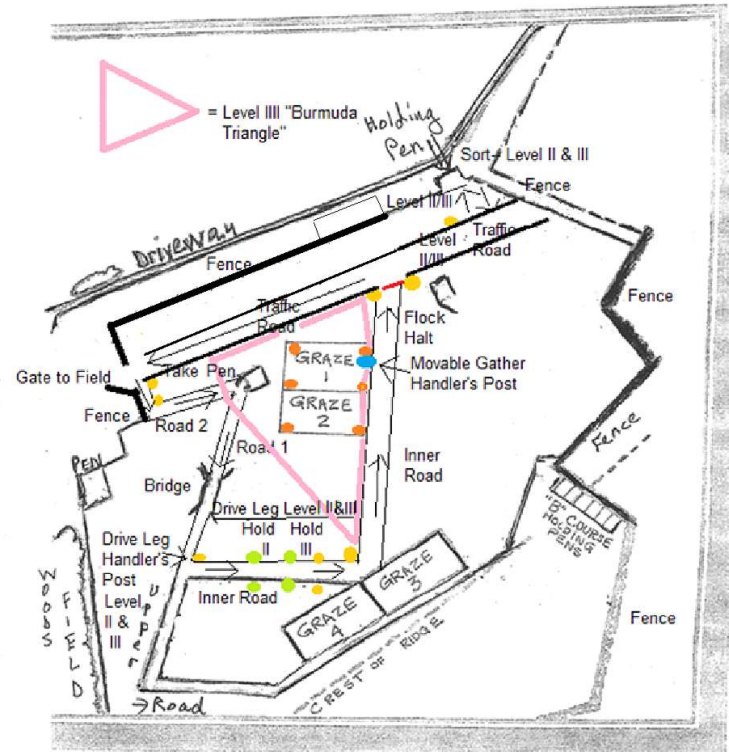 = Level IIII "Burmuda
Triangle"
Holding
Pen
Sort- Level II & III
Fence
Level II/III
Driveway
Fence
Level
II/III
Traffic
Road
Traffic
Road
Fence
Flock
Halt
GRAZE
1
Movable Gather
Handler's Post
Gate to Field
Take Pen
Fence
Road 2
GRAZE
2
Road 1
Fence
PEN
Inner
Road
Bridge
Drive Leg Level II&III
Hold
II
Hold
III
"B" COURSE
HOLDING
PENS
Drive Leg
Handler's
Post
Level
II &
III
WOODS
FIELD
Upper
Inner Road
GRAZE
3
GRAZE
4
Fence
CREST OF RIDGE
Road